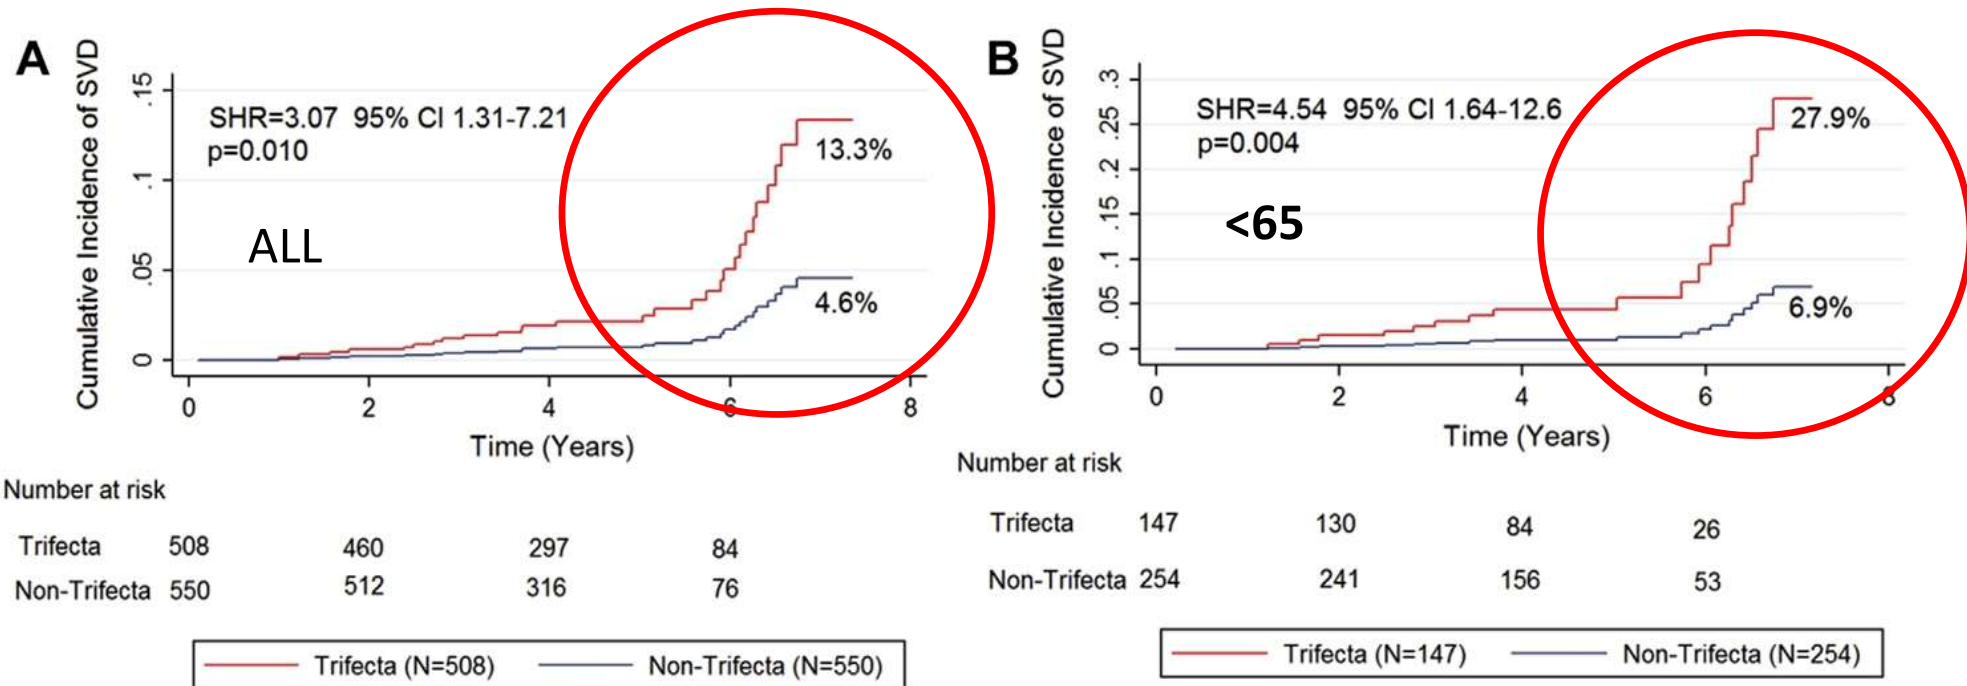 A
Cumulative Incidence of SVD
.15
.1
.05
0
SHR=3.07 95% CI 1.31-7.21
p=0.010
ALL
13.3%
4.6%
0 2 4 6 8
Time (Years)
Number at risk
Trifecta 508 460 297 84
Non-Trifecta 550 512 316 76
Trifecta (N=508) Non-Trifecta (N=550)
B
Cumulative Incidence of SVD
.3
.25
.2
.15
.1
.05
0
SHR=4.54 95% CI 1.64-12.6
p=0.004
<65
27.9%
6.9%
0 2 4 6 8
Time (Years)
Number at risk
Trifecta 147 130 84 26
Non-Trifecta 254 241 156 53
Trifecta (N=147) Non-Trifecta (N=254)